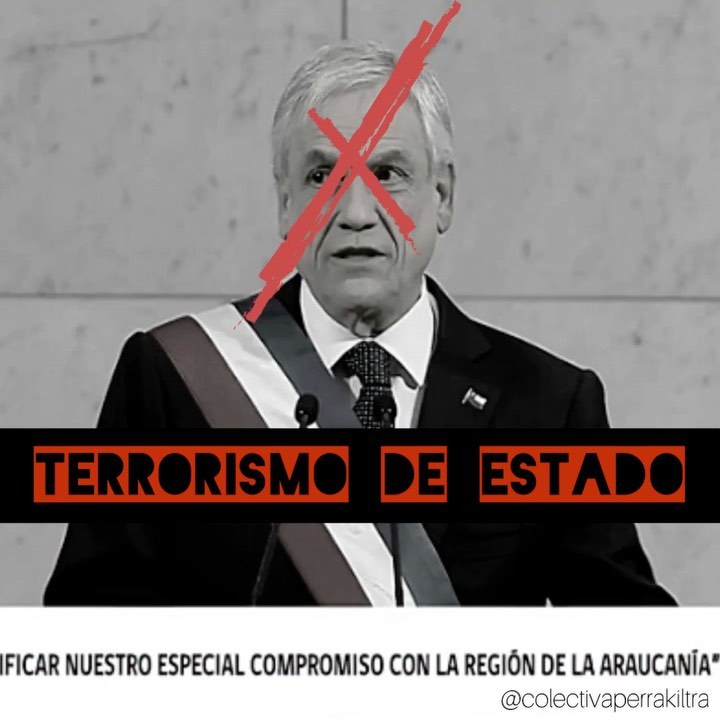 TERRORISMO DE ESTADO
IFICAR NUESTRO ESPECIAL COMPROMISO CON LA REGIÓN DE LA ARAUCANÍA"
@colectivaperrakiltra